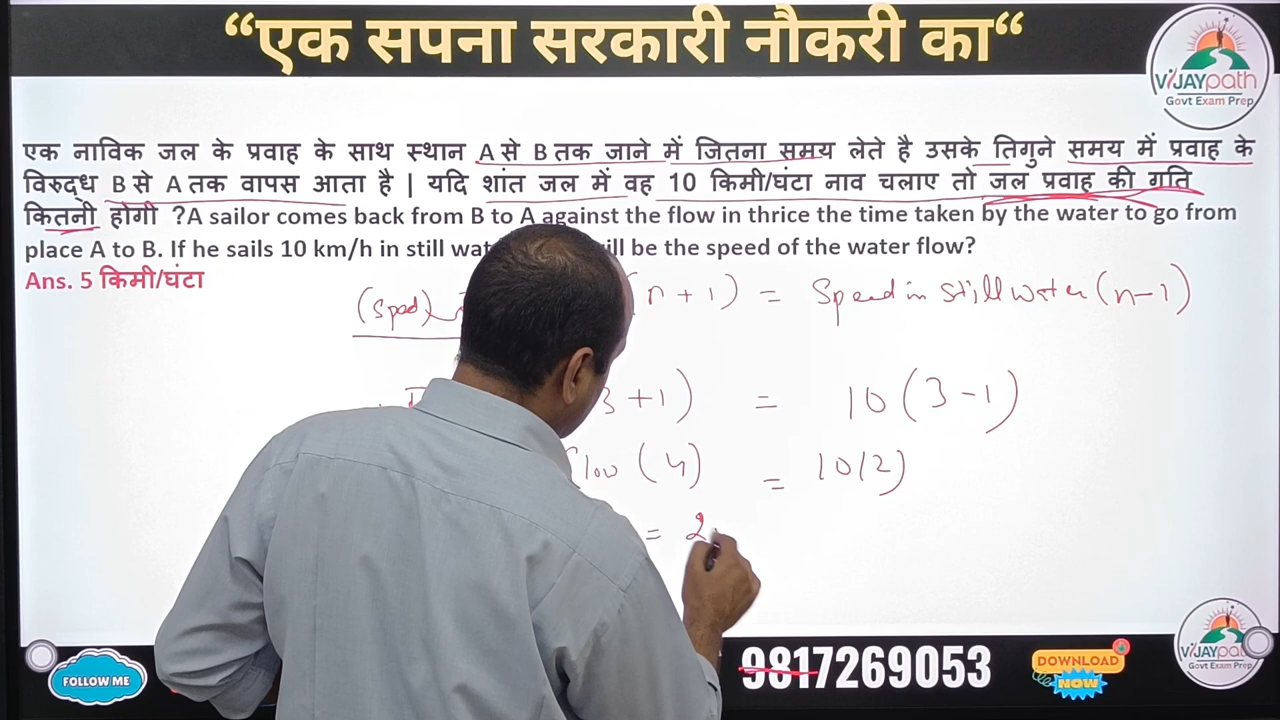 “एक सपना सरकारी नौकरी का“
VIJAYpath
Govt Exam Prep
एक नाविक जल के प्रवाह के साथ स्थान A से B तक जाने में जितना समय लेते है उसके तिगुने समय में प्रवाह के
विरुद्ध B से A तक वापस आता है | यदि शांत जल में वह 10 किमी/घंटा नाव चलाए तो जल प्रवाह की गति
कितनी होगी ?A sailor comes back from B to A against the flow in thrice the time taken by the water to go from
place A to B. If he sails 10 km/h in still ill be the speed of the water flow?
Ans. 5 किमी/घंटा
(n + 1) = Speed in still water (n-1)
3 +1) = 10 (3 -1)
flow (4) = 10(2)
= 2
FOLLOW ME
9817269053
DOWNLOAD
NOW
VIJAYpath
Govt Exam Prep